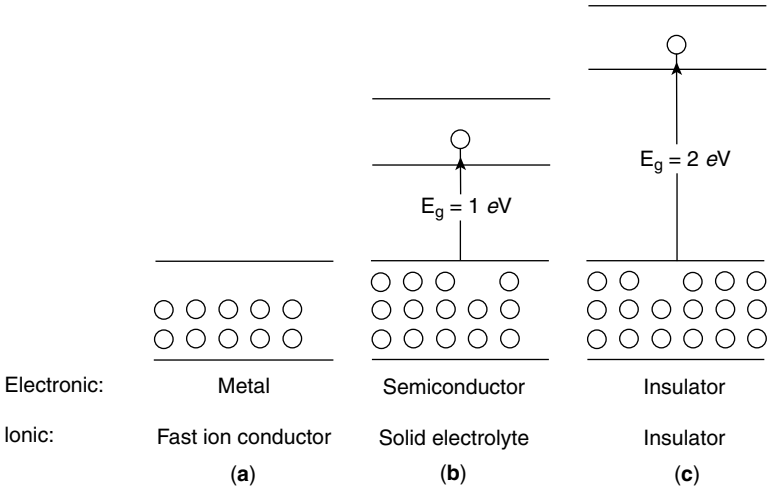 E_g = 2 eV
E_g = 1 eV
Electronic: Metal Semiconductor Insulator
Ionic: Fast ion conductor Solid electrolyte Insulator
(a) (b) (c)